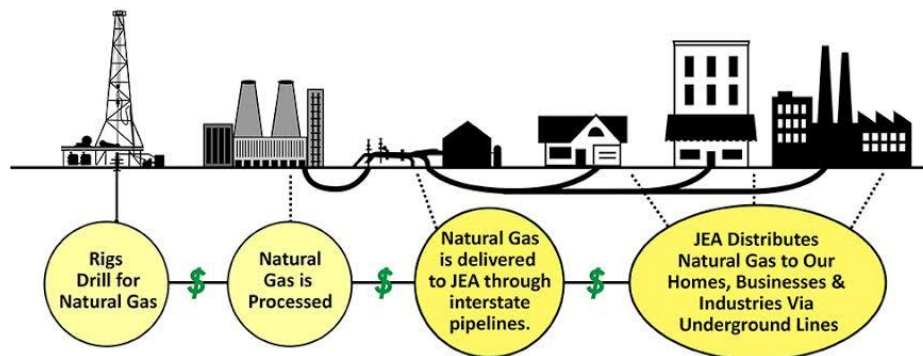 Rigs
Drill for
Natural Gas
$
Natural
Gas is
Processed
$
Natural Gas
is delivered
to JEA through
interstate
pipelines.
$
JEA Distributes
Natural Gas to Our
Homes, Businesses &
Industries Via
Underground Lines